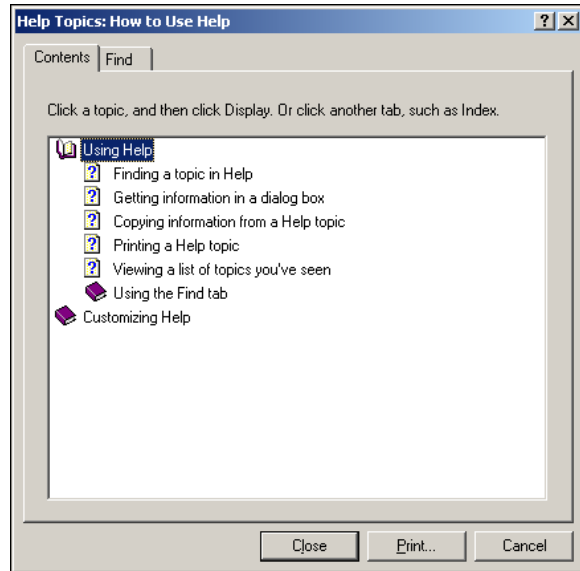 Help Topics: How to Use Help
Contents
Find
Click a topic, and then click Display. Or click another tab, such as Index.
Using Help
Finding a topic in Help
Getting information in a dialog box
Copying information from a Help topic
Printing a Help topic
Viewing a list of topics you've seen
Using the Find tab
Customizing Help
Close
Print...
Cancel